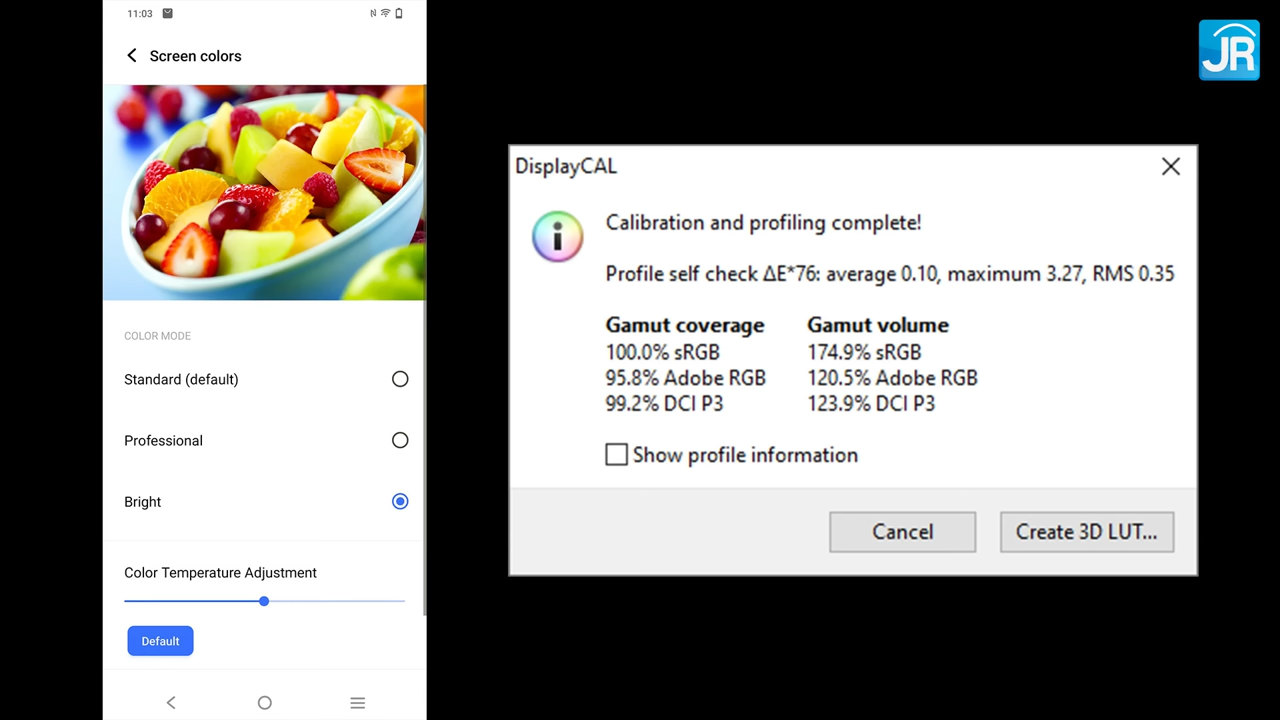 11:03
Screen colors
COLOR MODE
Standard (default)
Professional
Bright
Color Temperature Adjustment
Default
JR
DisplayCAL
Calibration and profiling complete!
Profile self check ΔE*76: average 0.10, maximum 3.27, RMS 0.35
Gamut coverage Gamut volume
100.0% sRGB 174.9% sRGB
95.8% Adobe RGB 120.5% Adobe RGB
99.2% DCI P3 123.9% DCI P3
Show profile information
Cancel Create 3D LUT...